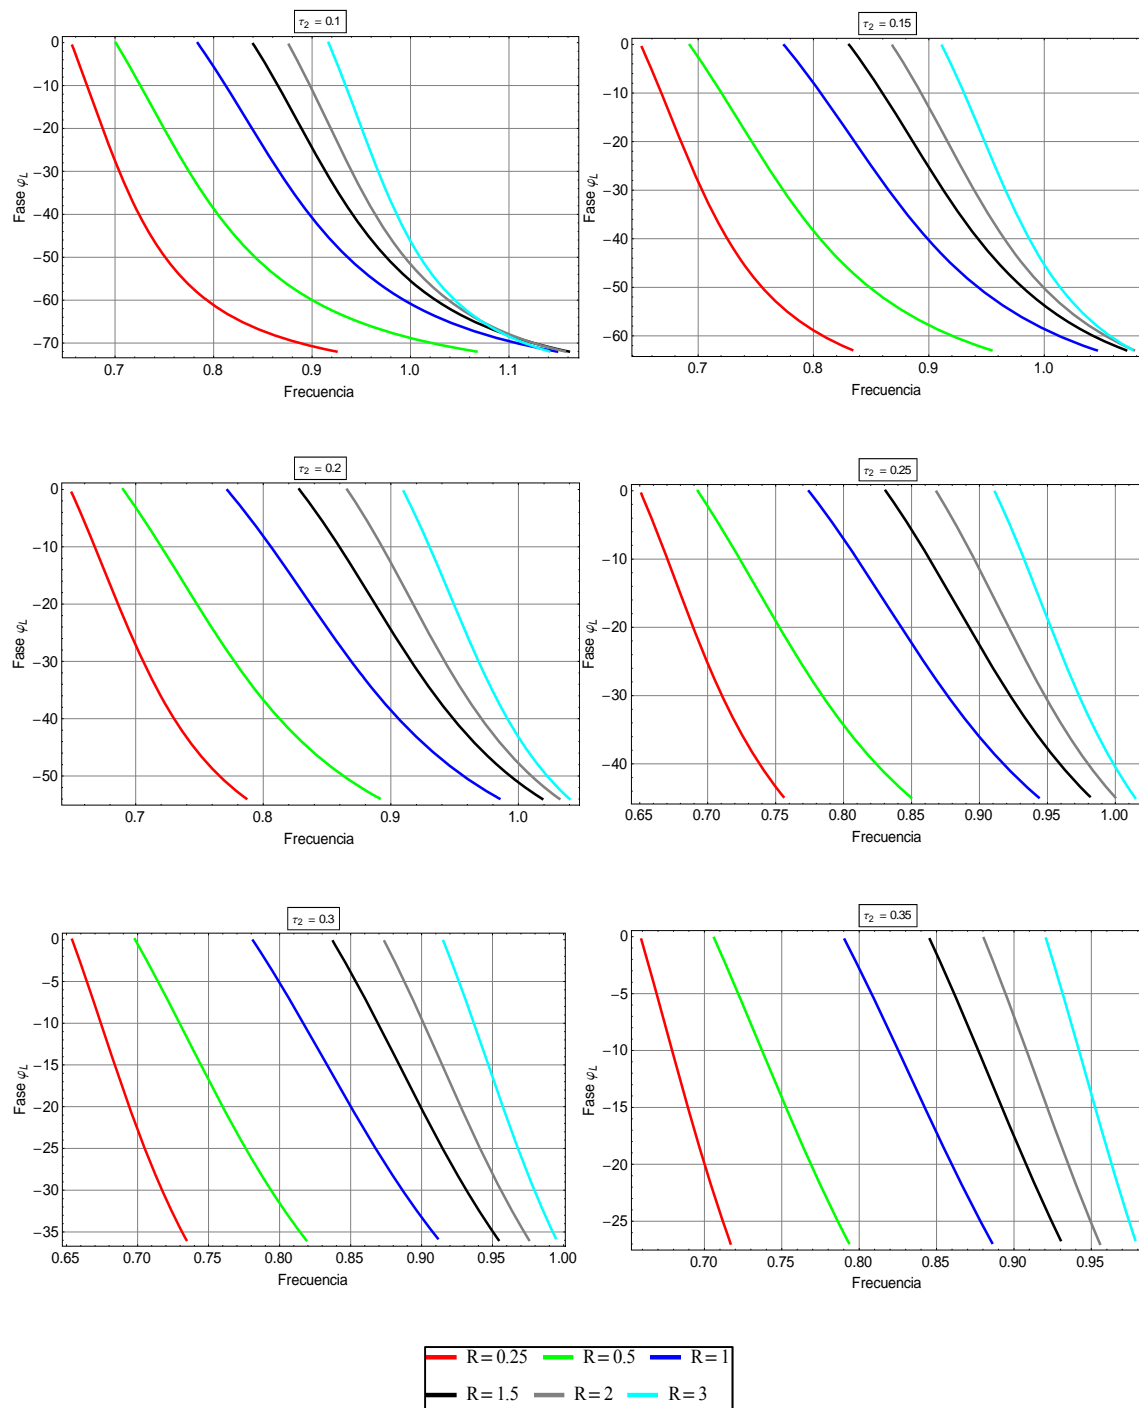 τ2 = 0.1
0
−10
−20
−30
−40
−50
−60
−70
Fase φL
0.7 0.8 0.9 1.0 1.1
Frecuencia
τ2 = 0.15
0
−10
−20
−30
−40
−50
−60
Fase φL
0.7 0.8 0.9 1.0
Frecuencia
τ2 = 0.2
0
−10
−20
−30
−40
−50
Fase φL
0.7 0.8 0.9 1.0
Frecuencia
τ2 = 0.25
0
−10
−20
−30
−40
Fase φL
0.65 0.70 0.75 0.80 0.85 0.90 0.95 1.00
Frecuencia
τ2 = 0.3
0
−5
−10
−15
−20
−25
−30
−35
Fase φL
0.65 0.70 0.75 0.80 0.85 0.90 0.95 1.00
Frecuencia
τ2 = 0.35
0
−5
−10
−15
−20
−25
Fase φL
0.70 0.75 0.80 0.85 0.90 0.95
Frecuencia
R = 0.25 R = 0.5 R = 1
R = 1.5 R = 2 R = 3